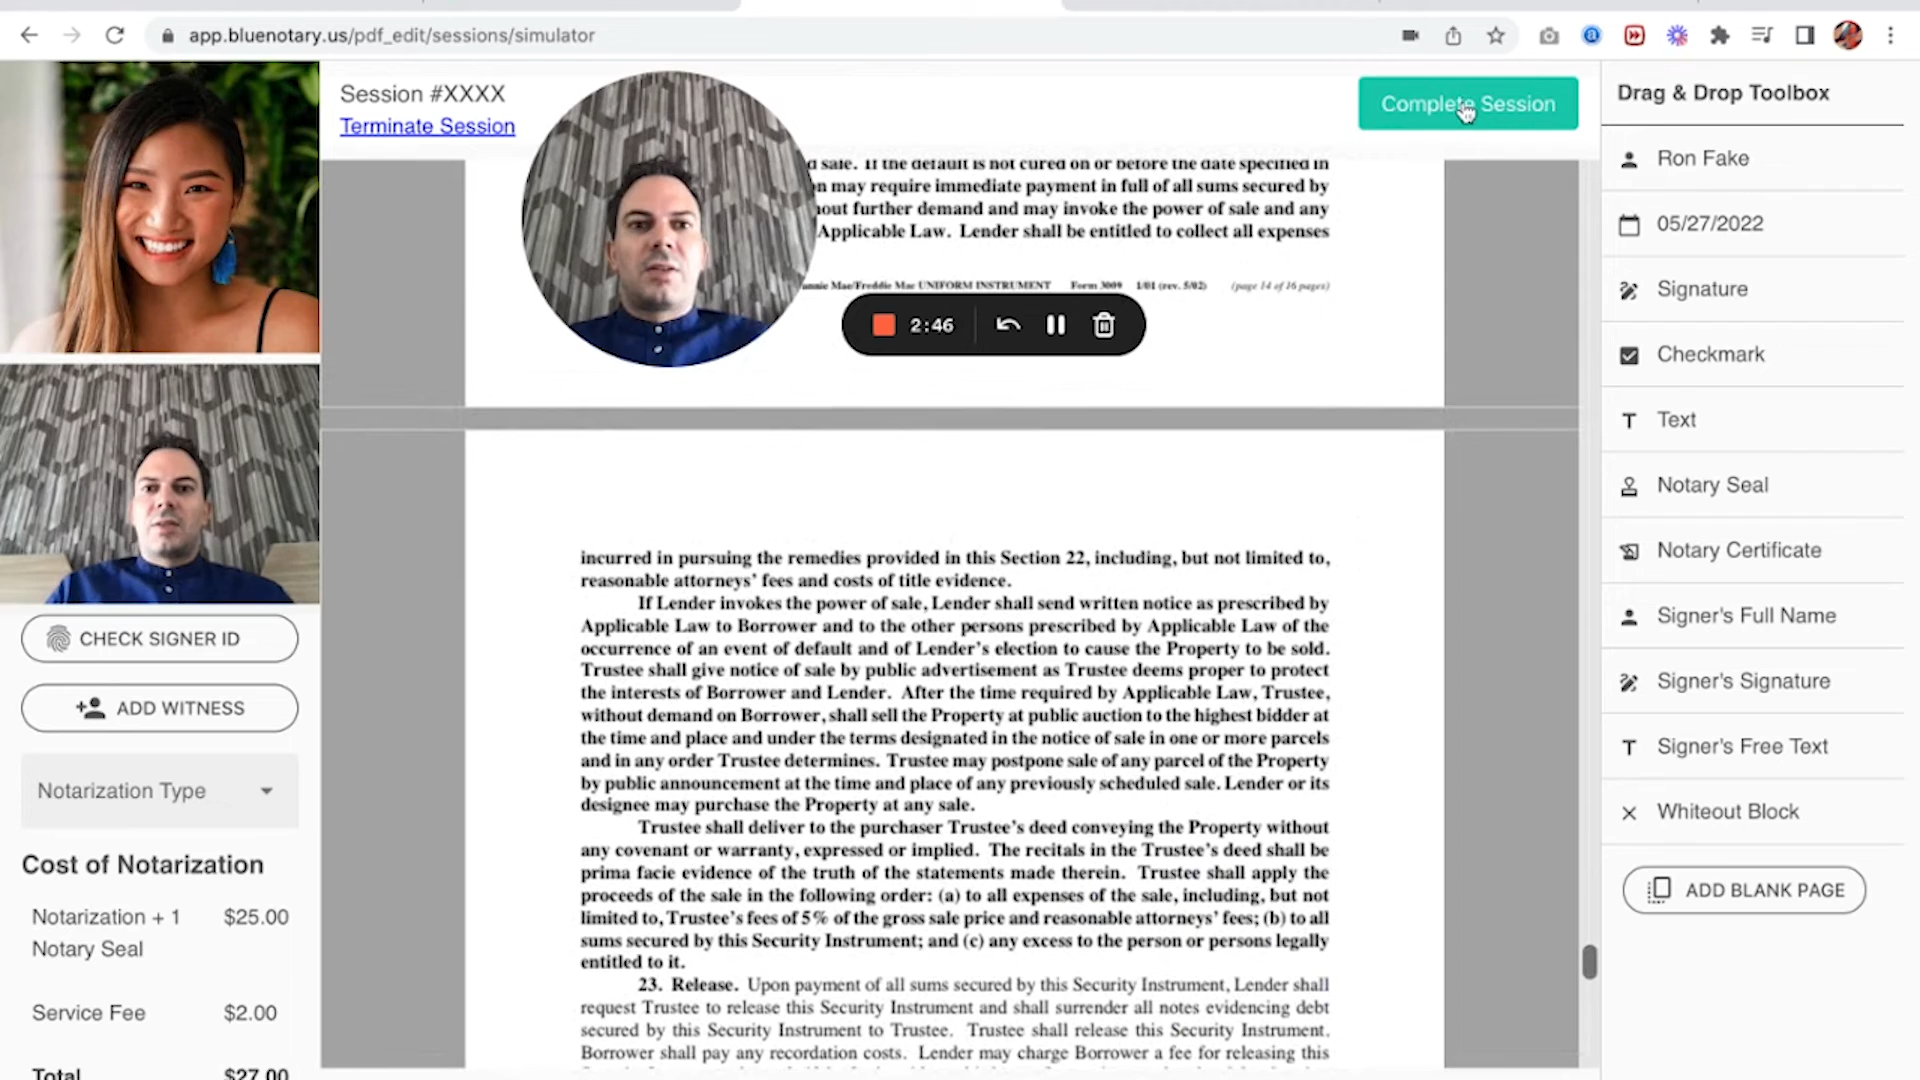 app.bluenotary.us/pdf_edit/sessions/simulator
Session #XXXX
Terminate Session
Complete Session
sale. If the default is not cured on or before the date specified in
may require immediate payment in full of all sums secured by
further demand and may invoke the power of sale and any
Applicable Law. Lender shall be entitled to collect all expenses
Mae/Freddie Mac UNIFORM INSTRUMENT Form 3009 1/01 (rev. 5/02) (page 14 of 16 pages)
2:46
incurred in pursuing the remedies provided in this Section 22, including, but not limited to,
reasonable attorneys' fees and costs of title evidence.
If Lender invokes the power of sale, Lender shall send written notice as prescribed by
Applicable Law to Borrower and to the other persons prescribed by Applicable Law of the
occurrence of an event of default and of Lender's election to cause the Property to be sold.
Trustee shall give notice of sale by public advertisement as Trustee deems proper to protect
the interests of Borrower and Lender. After the time required by Applicable Law, Trustee,
without demand on Borrower, shall sell the Property at public auction to the highest bidder at
the time and place and under the terms designated in the notice of sale in one or more parcels
and in any order Trustee determines. Trustee may postpone sale of any parcel of the Property
by public announcement at the time and place of any previously scheduled sale. Lender or its
designee may purchase the Property at any sale.
Trustee shall deliver to the purchaser Trustee's deed conveying the Property without
any covenant or warranty, expressed or implied. The recitals in the Trustee's deed shall be
prima facie evidence of the truth of the statements made therein. Trustee shall apply the
proceeds of the sale in the following order: (a) to all expenses of the sale, including, but not
limited to, Trustee's fees of 5% of the gross sale price and reasonable attorneys' fees; (b) to all
sums secured by this Security Instrument; and (c) any excess to the person or persons legally
entitled to it.
23. Release. Upon payment of all sums secured by this Security Instrument, Lender shall
request Trustee to release this Security Instrument and shall surrender all notes evidencing debt
secured by this Security Instrument to Trustee. Trustee shall release this Security Instrument.
Borrower shall pay any recordation costs. Lender may charge Borrower a fee for releasing this
CHECK SIGNER ID
ADD WITNESS
Notarization Type
Cost of Notarization
Notarization + 1 $25.00
Notary Seal
Service Fee $2.00
Total $27.00
Drag & Drop Toolbox
Ron Fake
05/27/2022
Signature
Checkmark
Text
Notary Seal
Notary Certificate
Signer's Full Name
Signer's Signature
Signer's Free Text
Whiteout Block
ADD BLANK PAGE